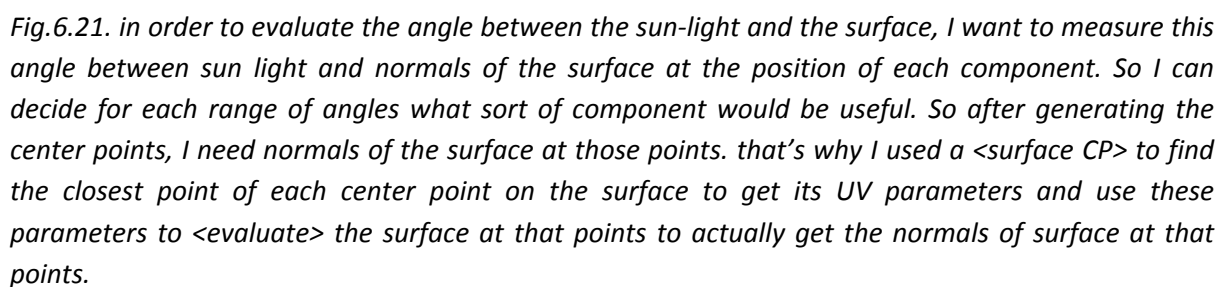 Fig.6.21. in order to evaluate the angle between the sun-light and the surface, I want to measure this
angle between sun light and normals of the surface at the position of each component. So I can
decide for each range of angles what sort of component would be useful. So after generating the
center points, I need normals of the surface at those points. that’s why I used a <surface CP> to find
the closest point of each center point on the surface to get its UV parameters and use these
parameters to <evaluate> the surface at that points to actually get the normals of surface at that
points.